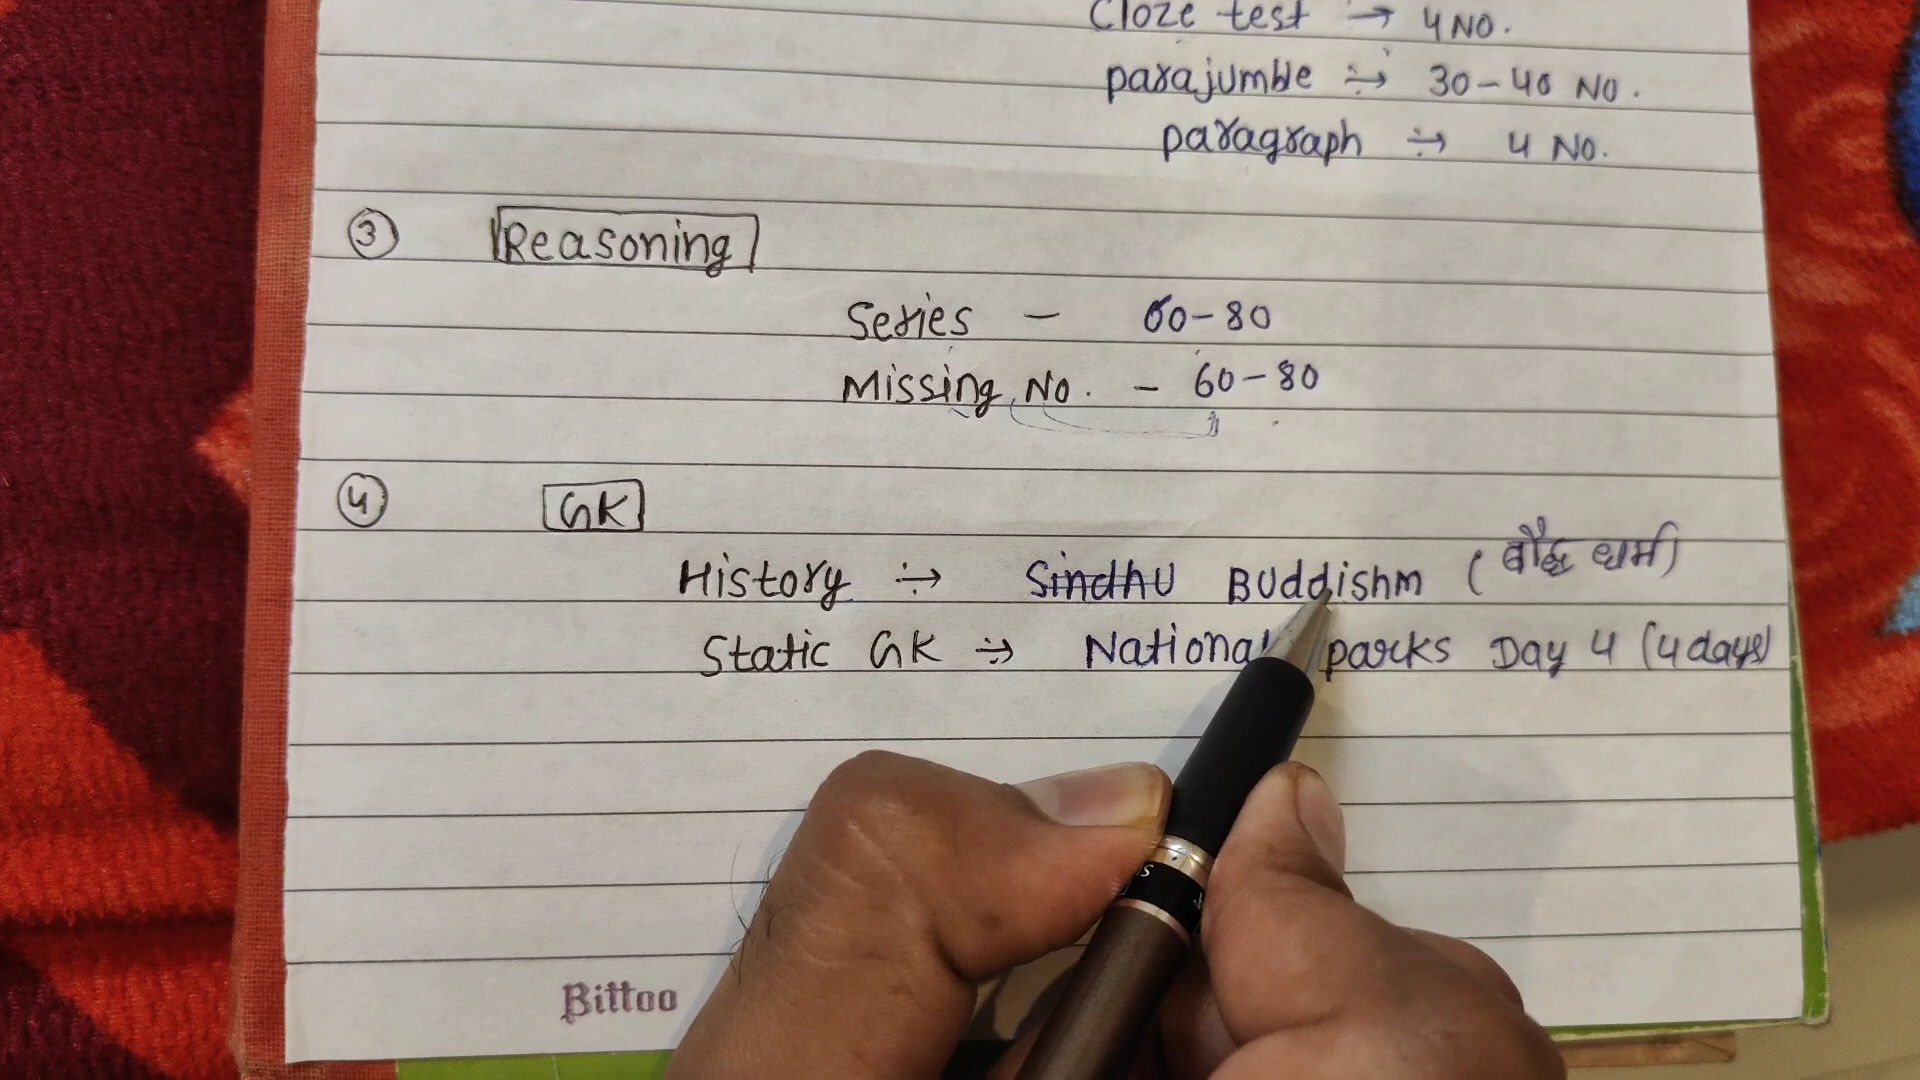 Cloze test → 4 NO.
parajumble ÷→ 30-40 NO.
paragraph ÷→ 4 NO.
3 Reasoning
Series - 60-80
Missing No. - 60-80
4 GK
History ÷→ Sindhu Buddishm (बौद्ध धर्म)
Static GK ÷→ National parks Day 4 (4 days)
Bittoo